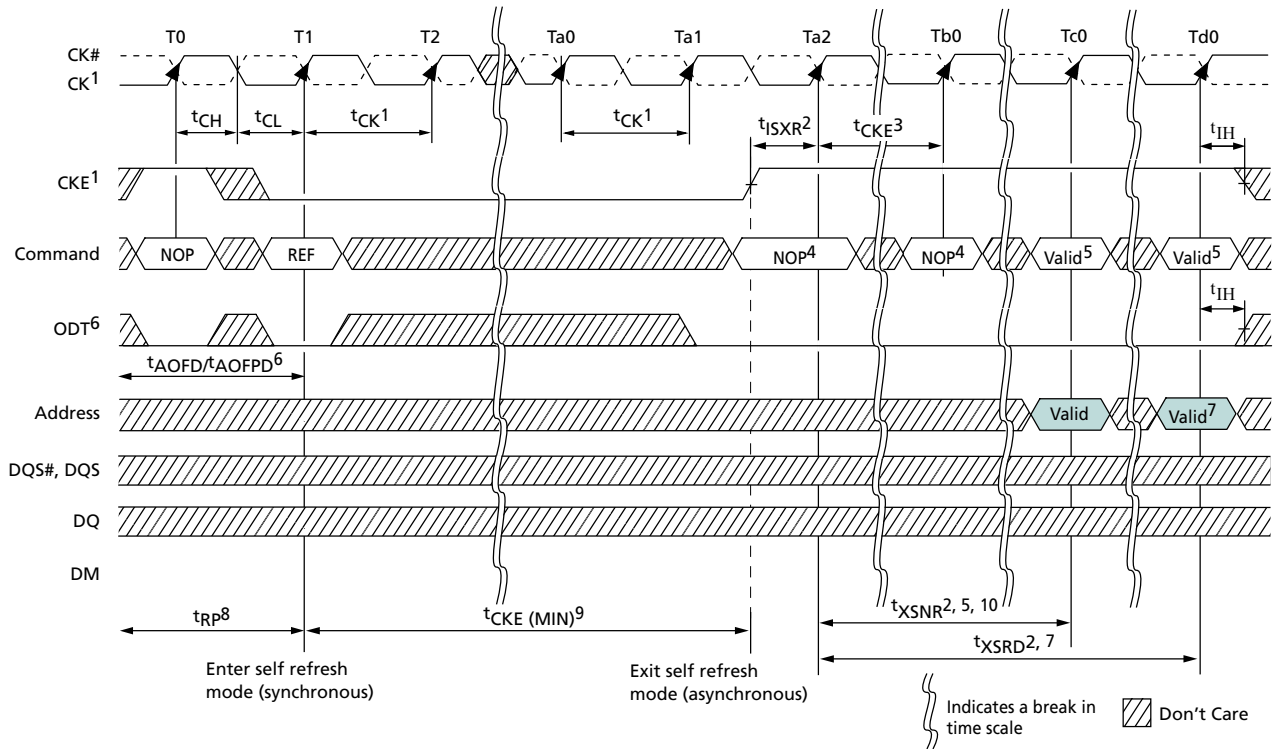 T0 T1 T2 Ta0 Ta1 Ta2 Tb0 Tc0 Td0
CK#
CK1
tCH tCL tCK1 tCK1 tISXR2 tCKE3 tIH
CKE1
Command NOP REF NOP4 NOP4 Valid5 Valid5
tIH
ODT6
tAOFD/tAOFPD6
Address Valid Valid7
DQS#, DQS
DQ
DM
tRP8 tCKE (MIN)9 tXSNR2, 5, 10
tXSRD2, 7
Enter self refresh
mode (synchronous)
Exit self refresh
mode (asynchronous)
Indicates a break in
time scale
Don't Care